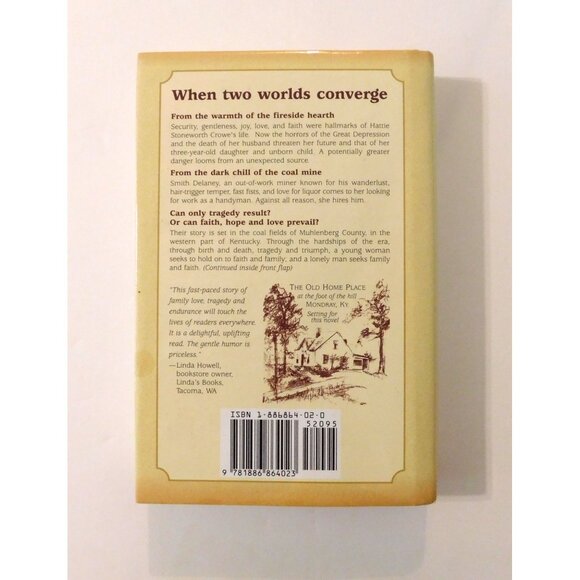 When two worlds converge
From the warmth of the fireside hearth
Security, gentleness, joy, love, and faith were hallmarks of Hattie
Stoneworth Crowe's life. Now the horrors of the Great Depression
and the death of her husband threaten her future and that of her
three-year-old daughter and unborn child. A potentially greater
danger looms from an unexpected source.
From the dark chill of the coal mine
Smith Delaney, an out-of-work miner known for his wanderlust,
hair-trigger temper, fast fists, and love for liquor comes to her looking
for work as a handyman. Against all reason, she hires him.
Can only tragedy result?
Or can faith, hope and love prevail?
Their story is set in the coal fields of Muhlenberg County, in the
western part of Kentucky. Through the hardships of the era,
through birth and death, tragedy and triumph, a young woman
seeks to hold on to faith and family; and a lonely man seeks family
and faith. (Continued inside front flap)
"This fast-paced story of
family love, tragedy and
endurance will touch the
lives of readers everywhere.
It is a delightful, uplifting
read. The gentle humor is
priceless."
—Linda Howell,
bookstore owner,
Linda's Books,
Tacoma, WA
THE OLD HOME PLACE
at the foot of the hill
MONDRAY, KY.
Setting for
this novel
ISBN 1-886864-02-0
52095
9 781886 864023